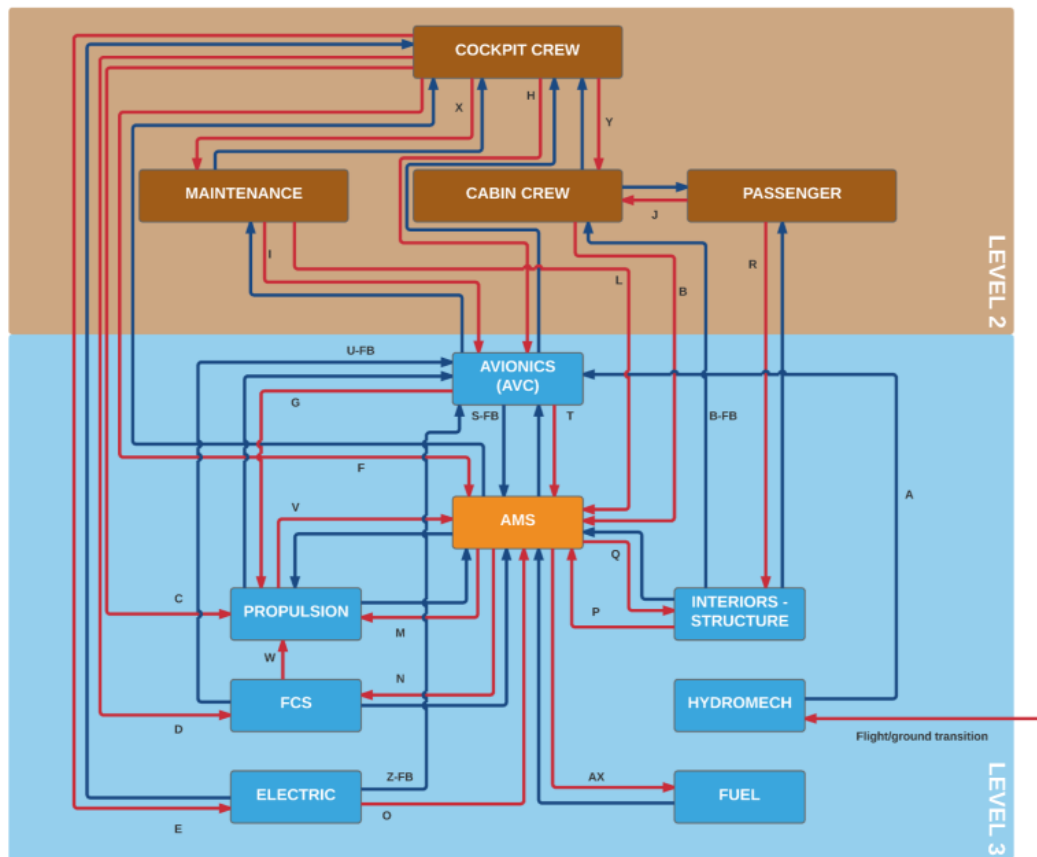 COCKPIT CREW
X
H
Y
MAINTENANCE
CABIN CREW
PASSENGER
J
I
L
B
R
LEVEL 2
U-FB
AVIONICS
(AVC)
G
S-FB
T
B-FB
F
A
V
AMS
Q
C
PROPULSION
M
P
INTERIORS -
STRUCTURE
W
N
FCS
HYDROMECH
D
Flight/ground transition
Z-FB
ELECTRIC
O
AX
FUEL
E
LEVEL 3